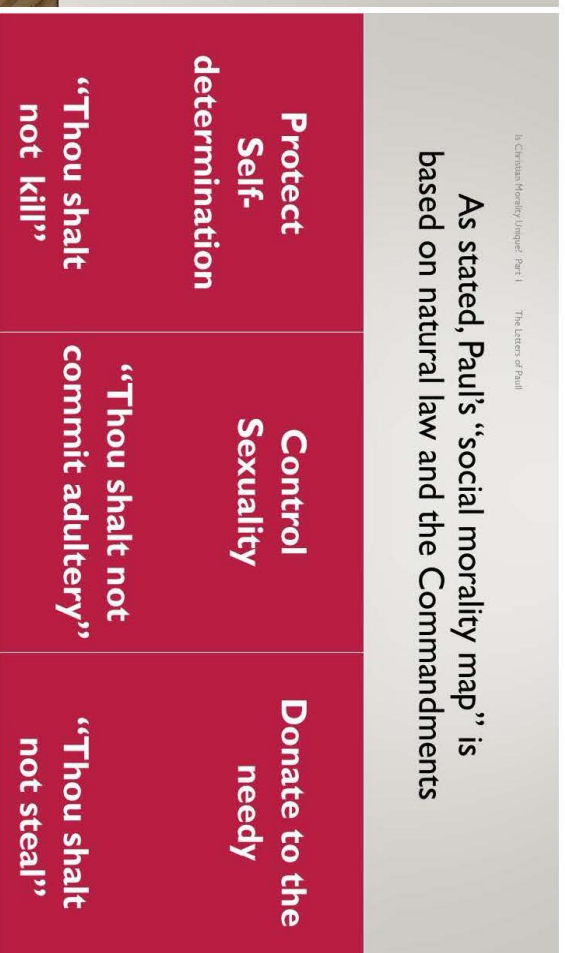 Is Christian Morality Unique? Part I The Letters of Paull
As stated, Paul's “social morality map” is
based on natural law and the Commandments
Protect
Self-
determination
“Thou shalt
not kill”
Control
Sexuality
“Thou shalt not
commit adultery”
Donate to the
needy
“Thou shalt
not steal”